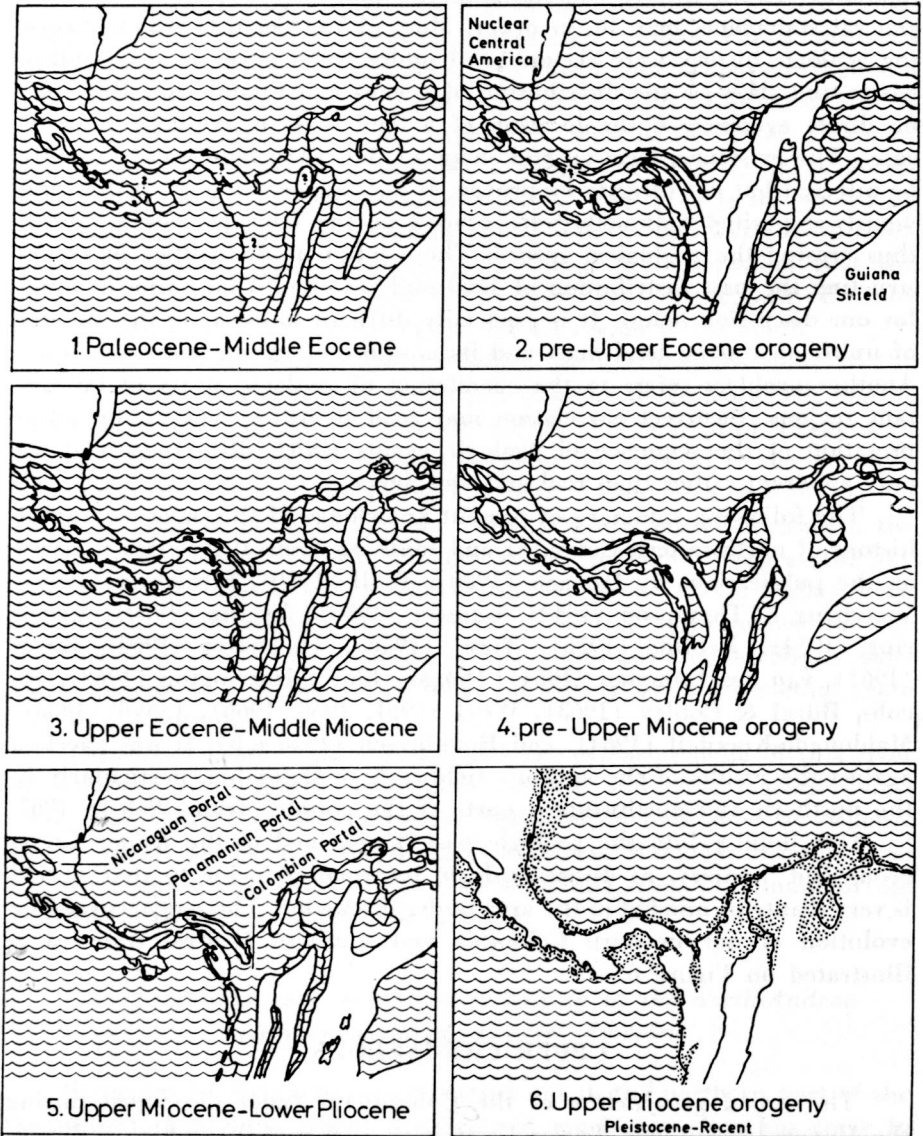 Nuclear
Central
America
1. Paleocene-Middle Eocene
2. pre-Upper Eocene orogeny
Guiana
Shield
3. Upper Eocene-Middle Miocene
4. pre-Upper Miocene orogeny
Nicaraguan Portal
Panamanian Portal
Colombian Portal
5. Upper Miocene-Lower Pliocene
6. Upper Pliocene orogeny
Pleistocene-Recent